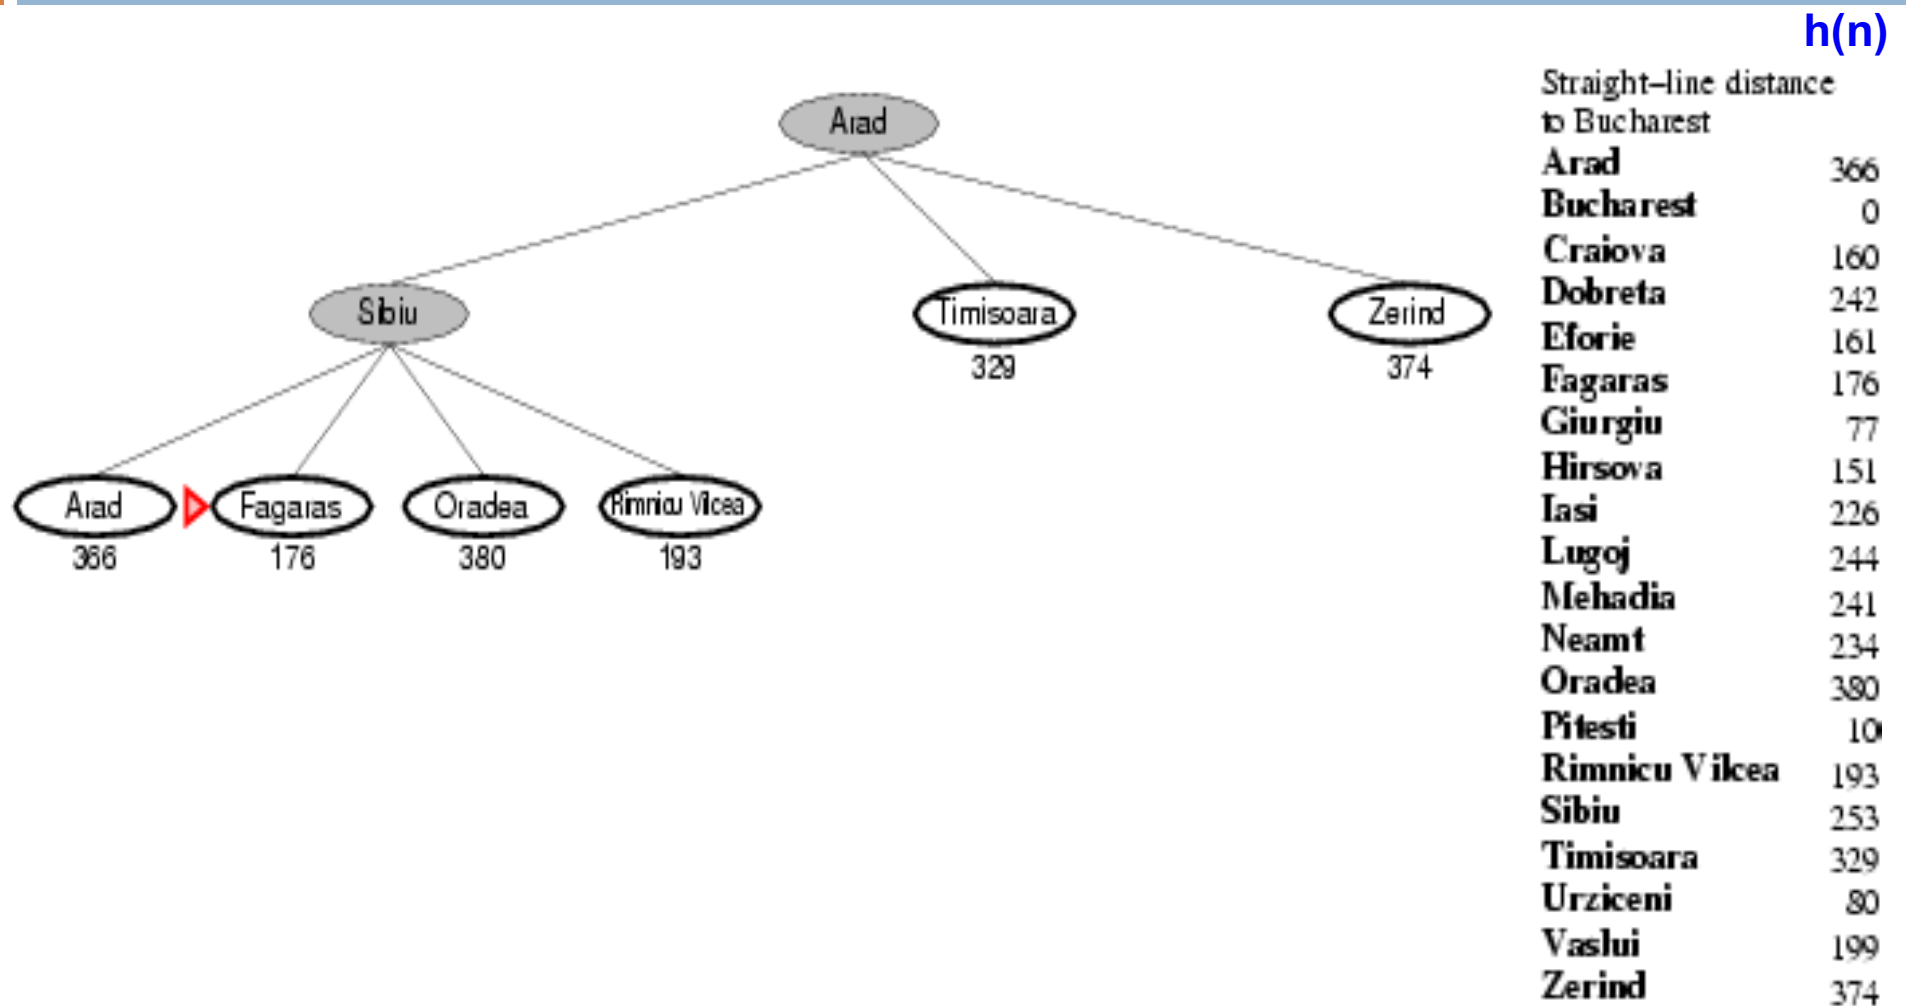 h(n)
Straight–line distance
to Bucharest
Arad 366
Bucharest 0
Craiova 160
Dobreta 242
Eforie 161
Fagaras 176
Giurgiu 77
Hirsova 151
Iasi 226
Lugoj 244
Mehadia 241
Neamt 234
Oradea 380
Pitesti
Rimnicu Vilcea 193
Sibiu 253
Timisoara 329
Urziceni 80
Vaslui 199
Zerind 374
Arad
Sibiu
Timisoara
329
Zerind
374
Arad
366
Fagaras
176
Oradea
380
Rimnicu Vilcea
193